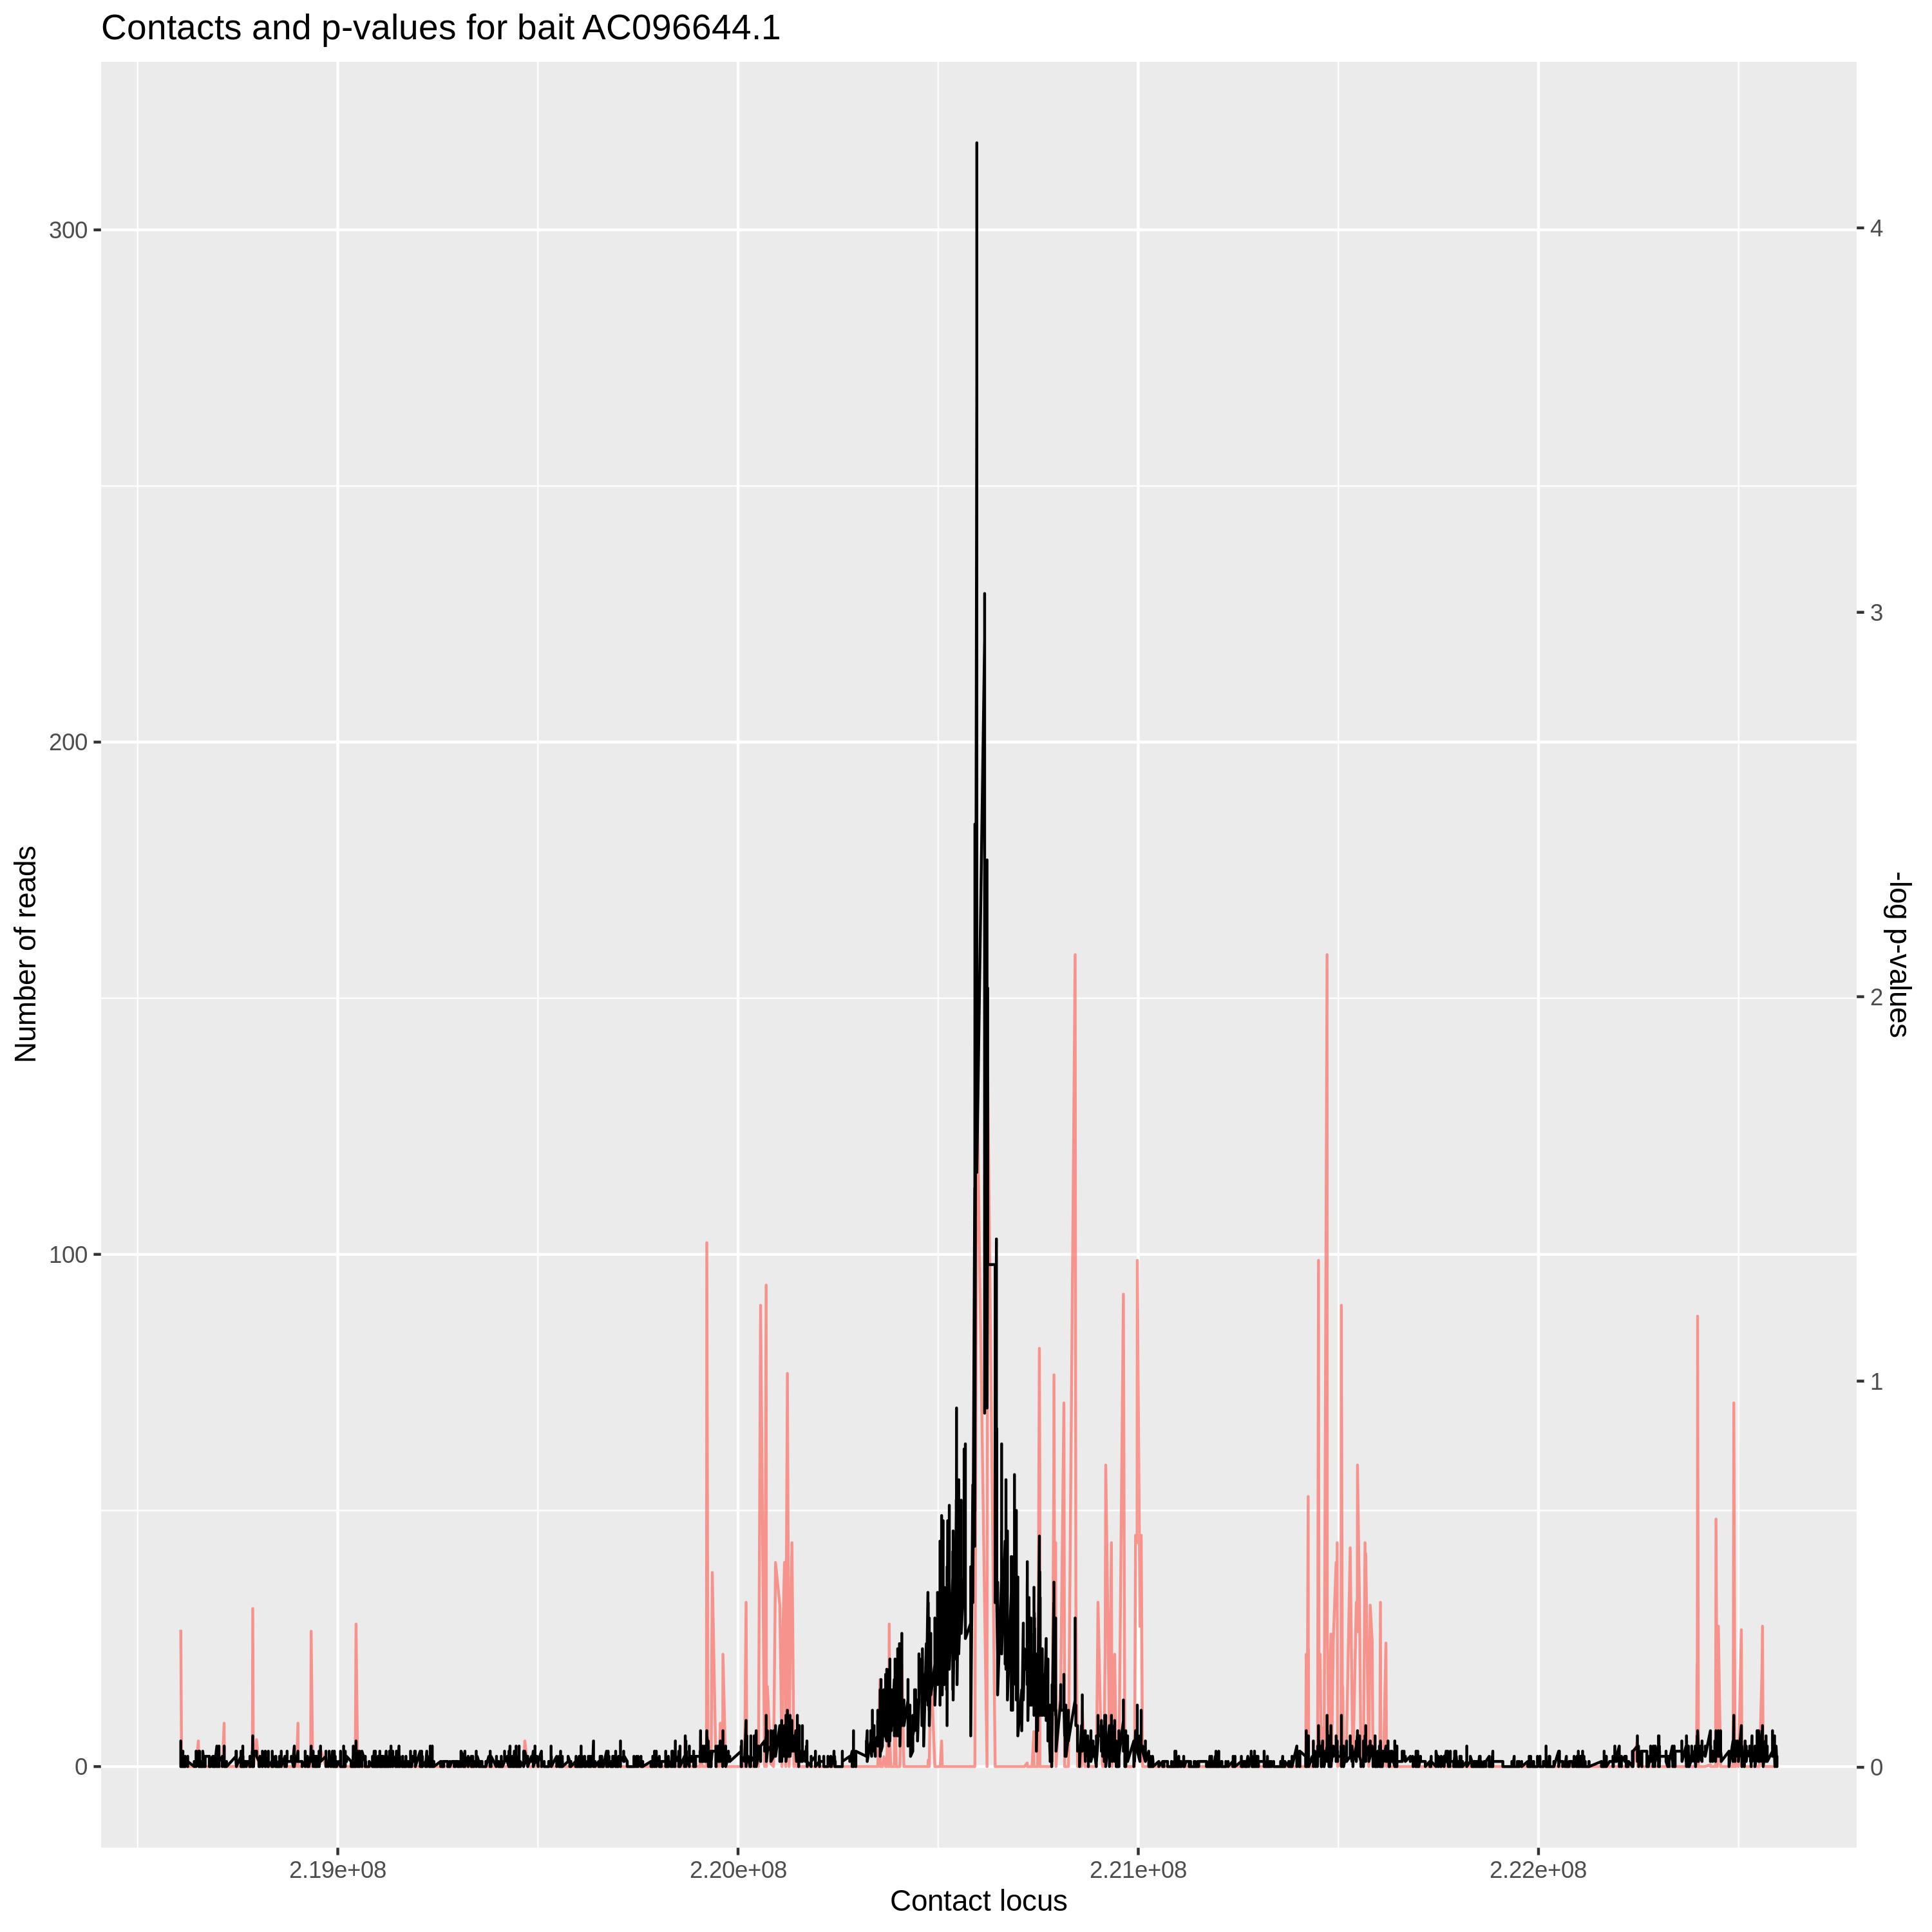 Contacts and p-values for bait AC096644.1
300
200
100
0
Number of reads
4
3
2
1
0
-log p-values
2.19e+08
2.20e+08
2.21e+08
2.22e+08
Contact locus